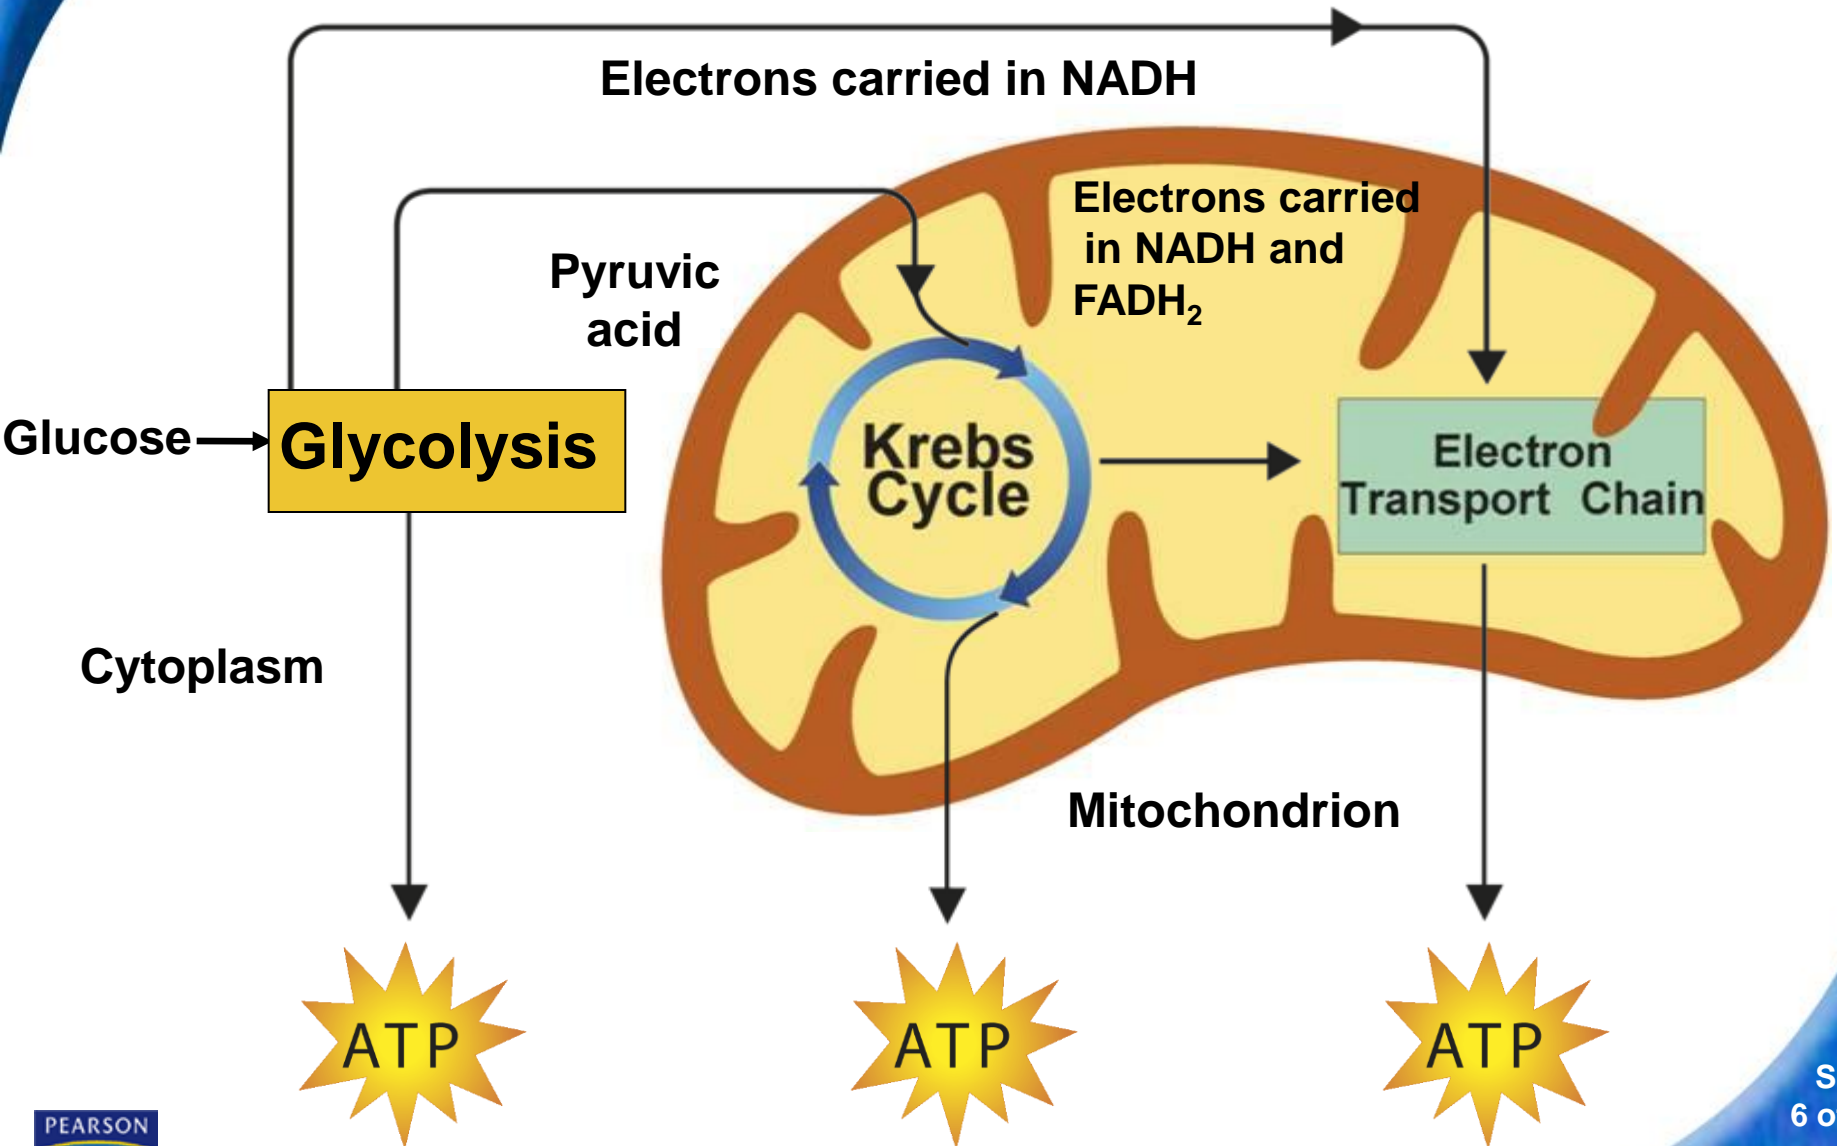 Electrons carried in NADH
Electrons carried
in NADH and
FADH₂
Pyruvic
acid
Glucose
Glycolysis
Krebs
Cycle
Electron
Transport Chain
Cytoplasm
Mitochondrion
ATP
ATP
ATP
PEARSON